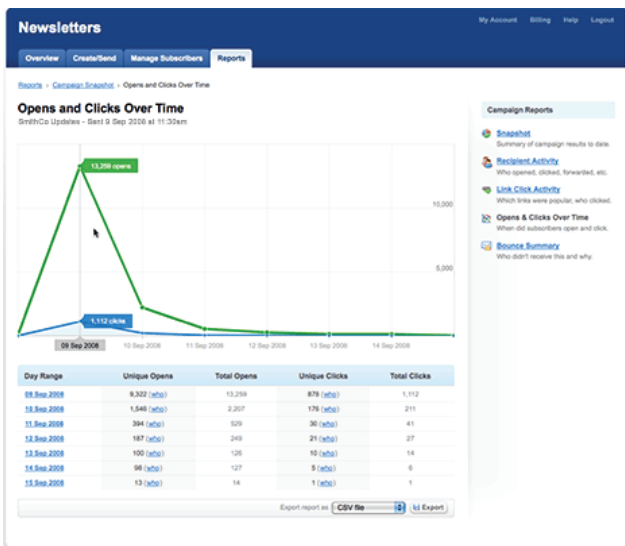 My Account Billing Help Logout
Newsletters
Overview Create/Send Manage Subscribers Reports
Reports › Campaign Snapshot › Opens and Clicks Over Time
Opens and Clicks Over Time
SmithCo Updates - Sent 9 Sep 2008 at 11:30am
13,259 opens
10,000
5,000
1,112 clicks
09 Sep 2008 10 Sep 2008 11 Sep 2008 12 Sep 2008 13 Sep 2008 14 Sep 2008
Day Range Unique Opens Total Opens Unique Clicks Total Clicks
09 Sep 2008 9,322 (who) 13,259 878 (who) 1,112
10 Sep 2008 1,546 (who) 2,207 176 (who) 211
11 Sep 2008 394 (who) 529 30 (who) 41
12 Sep 2008 187 (who) 249 21 (who) 27
13 Sep 2008 100 (who) 126 10 (who) 14
14 Sep 2008 98 (who) 127 5 (who) 6
15 Sep 2008 13 (who) 14 1 (who) 1
Export report as CSV file Export
Campaign Reports
Snapshot
Summary of campaign results to date.
Recipient Activity
Who opened, clicked, forwarded, etc.
Link Click Activity
Which links were popular, who clicked.
Opens & Clicks Over Time
When did subscribers open and click.
Bounce Summary
Who didn't receive this and why.